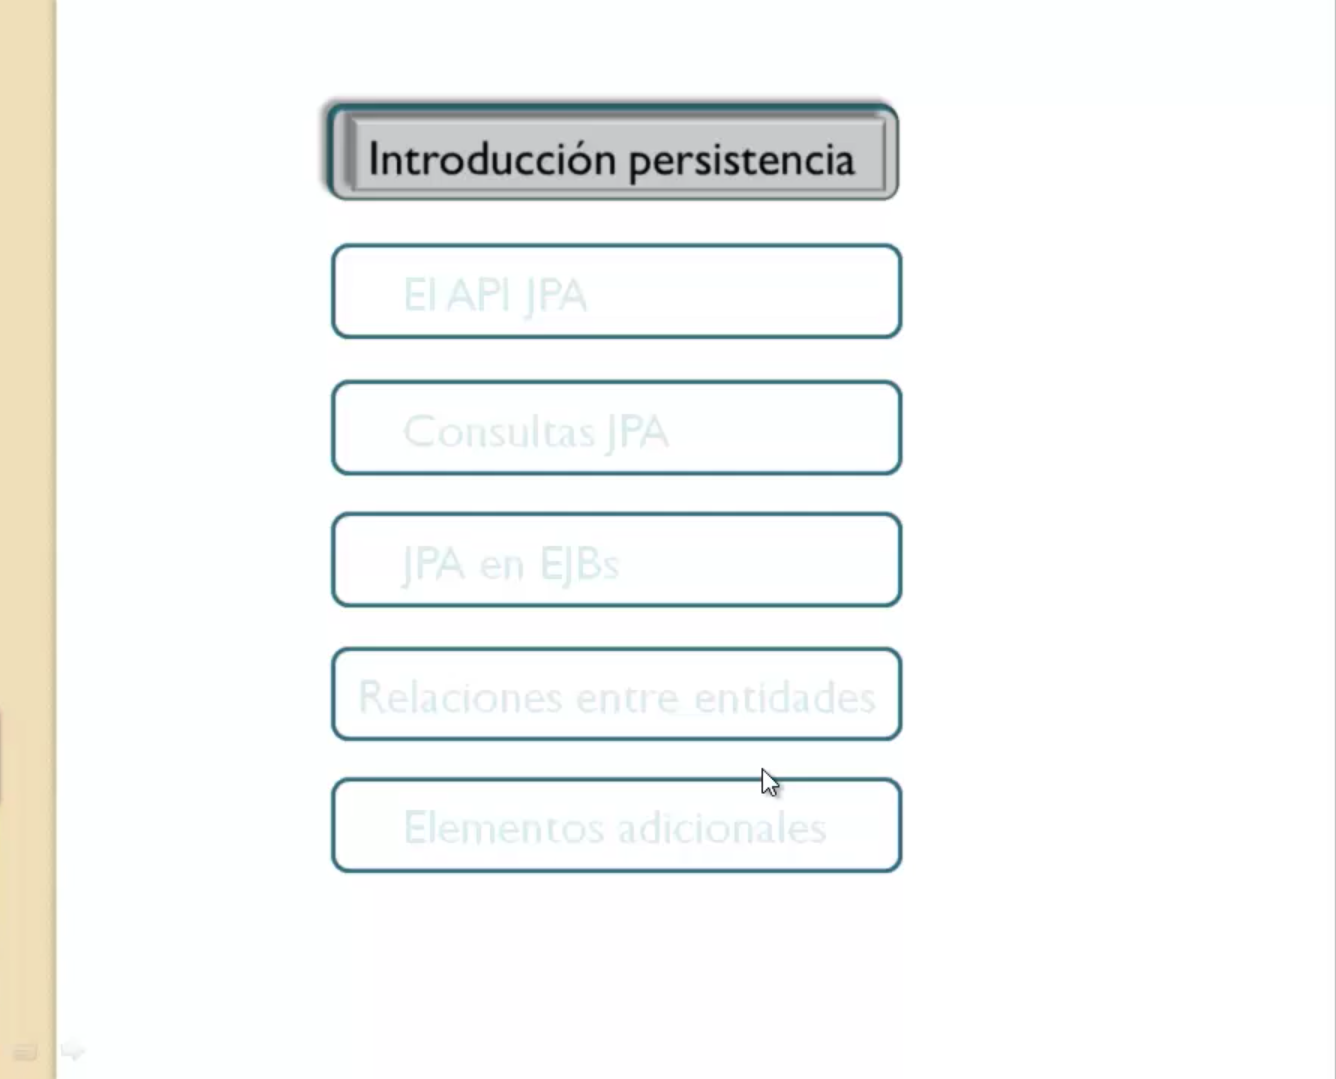 Introducción persistencia
El API JPA
Consultas JPA
JPA en EJBs
Relaciones entre entidades
Elementos adicionales